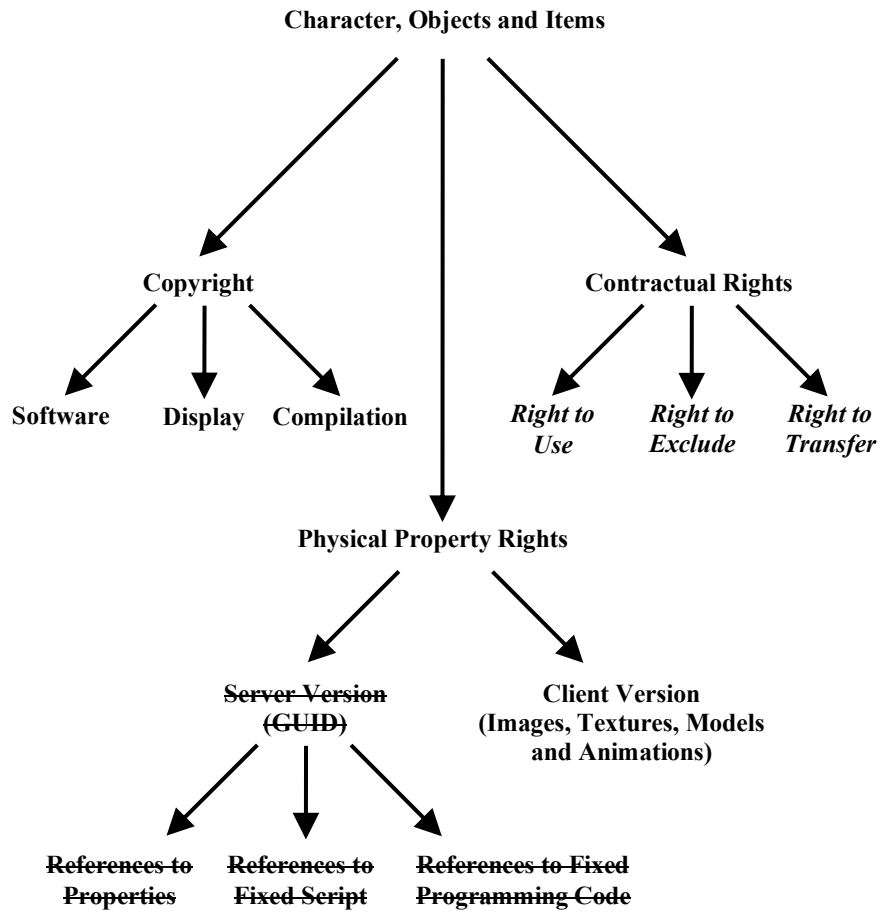 Character, Objects and Items
Copyright
Contractual Rights
Software
Display
Compilation
Right to
Use
Right to
Exclude
Right to
Transfer
Physical Property Rights
Server Version
(GUID)
Client Version
(Images, Textures, Models
and Animations)
References to
Properties
References to
Fixed Script
References to Fixed
Programming Code